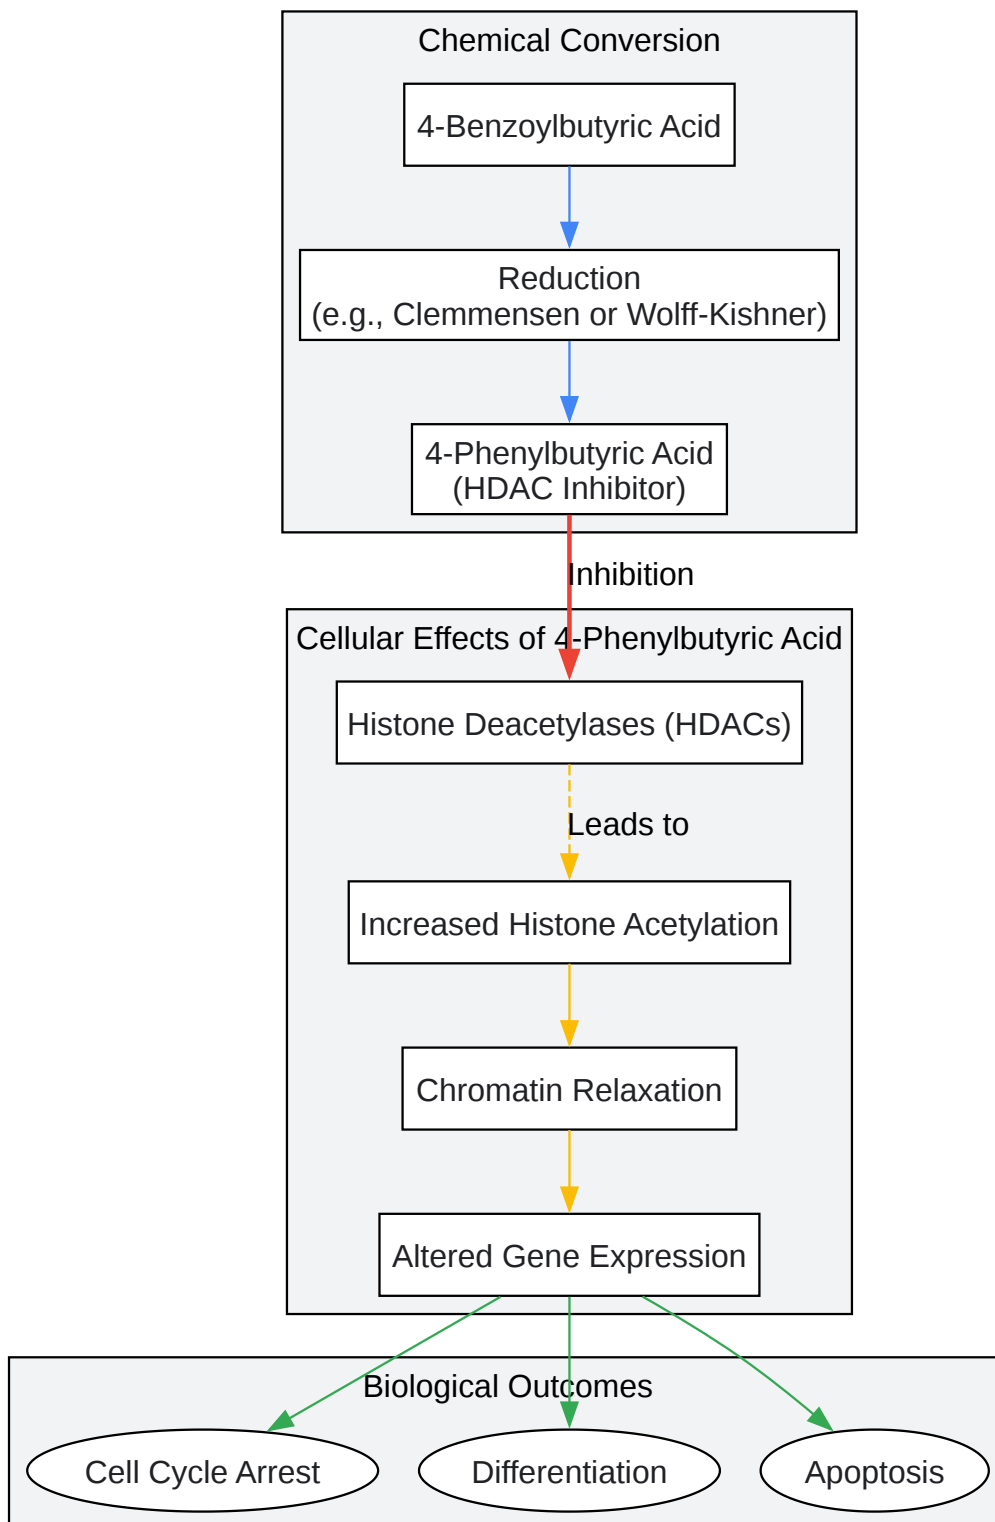 Chemical Conversion
4-Benzoylbutyric Acid
Reduction
(e.g., Clemmensen or Wolff-Kishner)
4-Phenylbutyric Acid
(HDAC Inhibitor)
Inhibition
Cellular Effects of 4-Phenylbutyric Acid
Histone Deacetylases (HDACs)
Leads to
Increased Histone Acetylation
Chromatin Relaxation
Altered Gene Expression
Biological Outcomes
Cell Cycle Arrest
Differentiation
Apoptosis